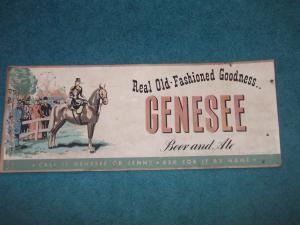 Real Old-Fashioned Goodness..
GENESEE
Beer and Ale
• CALL IT GENESEE OR JENNY • ASK FOR IT BY NAME •